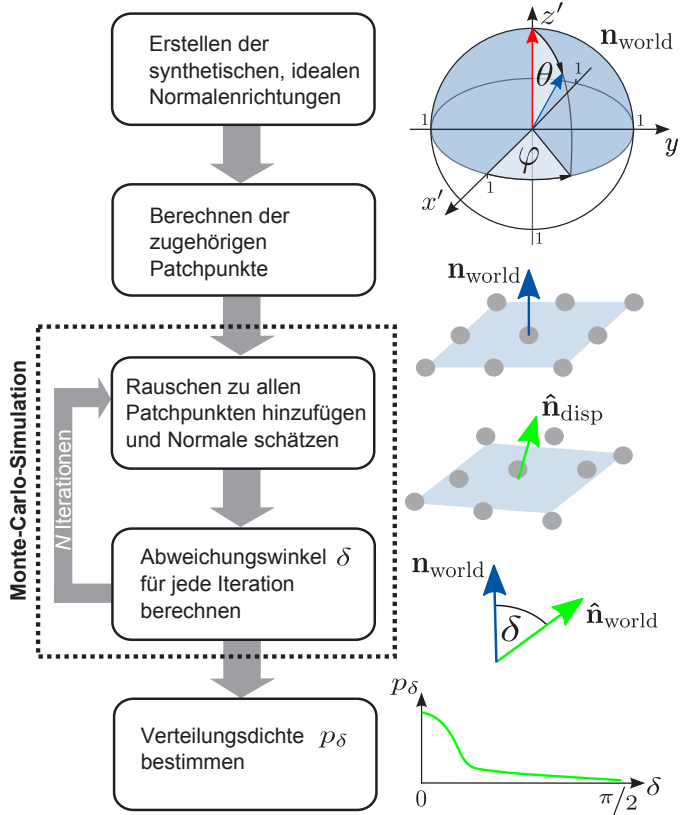 Erstellen der
synthetischen, idealen
Normalenrichtungen
z′
n_world
θ
1
1
1
y
φ
1
x′
1
Berechnen der
zugehörigen
Patchpunkte
n_world
Monte-Carlo-Simulation
N Iterationen
Rauschen zu allen
Patchpunkten hinzufügen
und Normale schätzen
n̂_disp
Abweichungswinkel δ
für jede Iteration
berechnen
n_world
n̂_world
δ
Verteilungsdichte p_δ
bestimmen
p_δ
δ
0
π/2